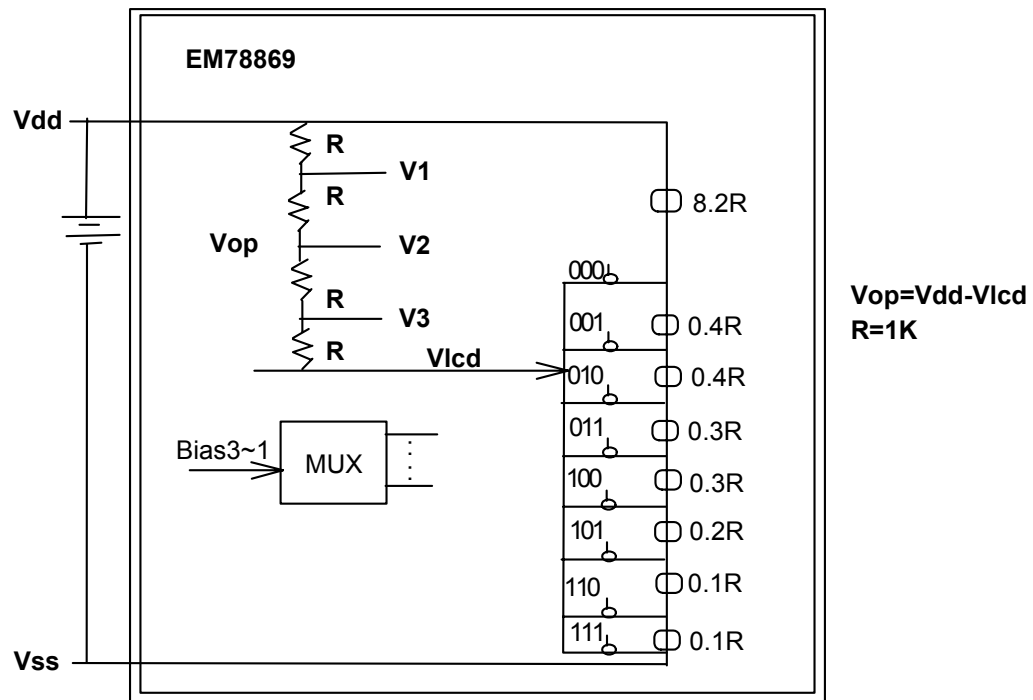 EM78869
Vdd
R
V1
R
8.2R
Vop
V2
000
Vop=Vdd-Vlcd
R
V3
001
0.4R
R=1K
R
Vlcd
010
0.4R
011
0.3R
Bias3~1
MUX
100
0.3R
101
0.2R
110
0.1R
111
0.1R
Vss